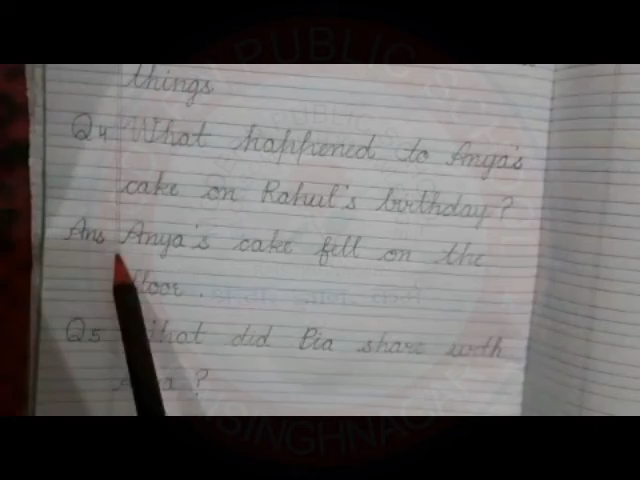 things
Q4 What happened to Anya's
cake on Rahul's birthday?
Ans Anya's cake fell on the
floor.
Q5 What did Pia share with
?